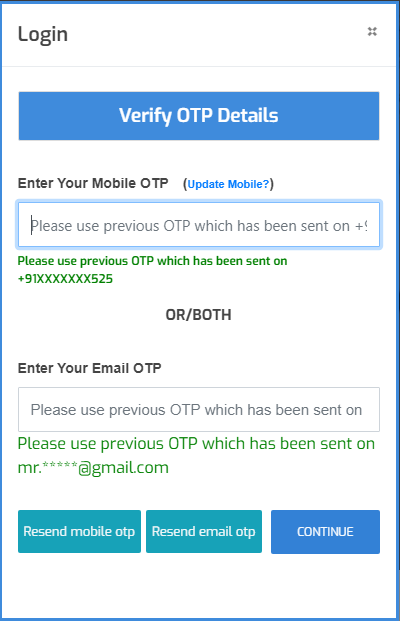 Login
Verify OTP Details
Enter Your Mobile OTP (Update Mobile?)
Please use previous OTP which has been sent on +9
Please use previous OTP which has been sent on
+91XXXXXXX525
OR/BOTH
Enter Your Email OTP
Please use previous OTP which has been sent on
Please use previous OTP which has been sent on
mr.*****@gmail.com
Resend mobile otp Resend email otp CONTINUE